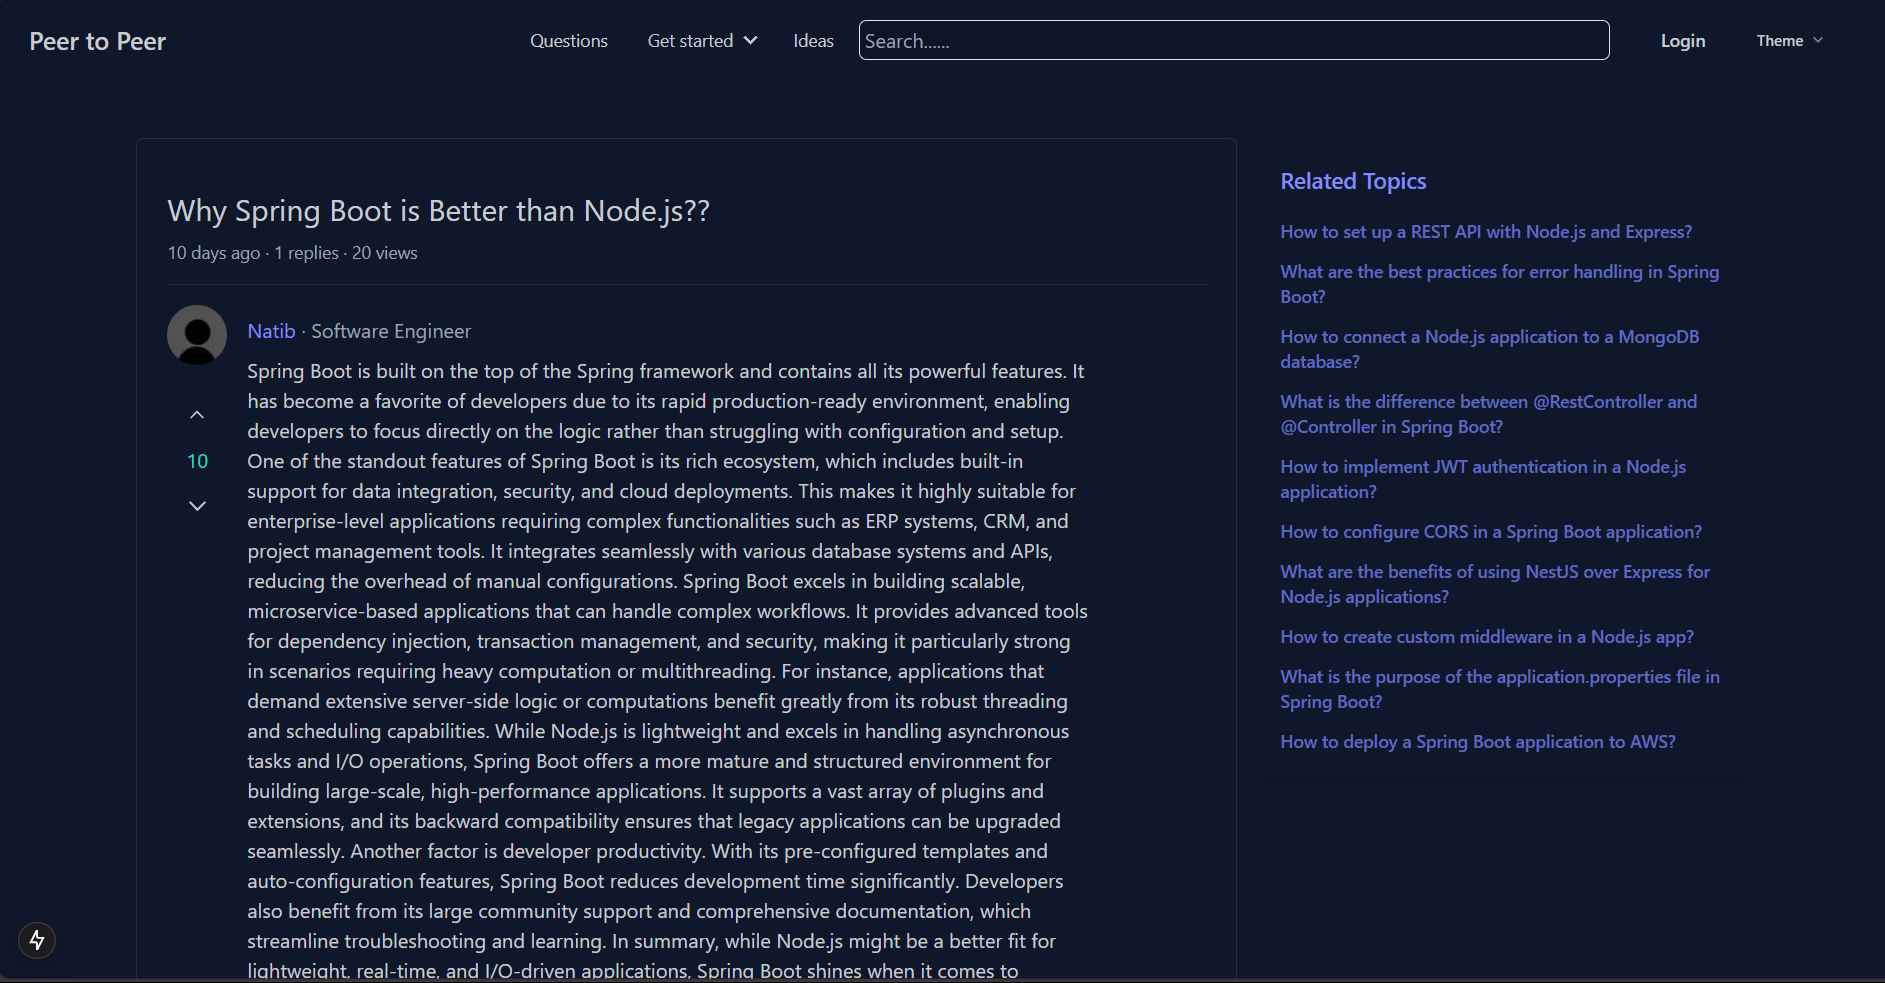 Peer to Peer
Questions
Get started
Ideas
Search......
Login
Theme
Why Spring Boot is Better than Node.js??
10 days ago · 1 replies · 20 views
Natib · Software Engineer
Spring Boot is built on the top of the Spring framework and contains all its powerful features. It
has become a favorite of developers due to its rapid production-ready environment, enabling
developers to focus directly on the logic rather than struggling with configuration and setup.
One of the standout features of Spring Boot is its rich ecosystem, which includes built-in
support for data integration, security, and cloud deployments. This makes it highly suitable for
enterprise-level applications requiring complex functionalities such as ERP systems, CRM, and
project management tools. It integrates seamlessly with various database systems and APIs,
reducing the overhead of manual configurations. Spring Boot excels in building scalable,
microservice-based applications that can handle complex workflows. It provides advanced tools
for dependency injection, transaction management, and security, making it particularly strong
in scenarios requiring heavy computation or multithreading. For instance, applications that
demand extensive server-side logic or computations benefit greatly from its robust threading
and scheduling capabilities. While Node.js is lightweight and excels in handling asynchronous
tasks and I/O operations, Spring Boot offers a more mature and structured environment for
building large-scale, high-performance applications. It supports a vast array of plugins and
extensions, and its backward compatibility ensures that legacy applications can be upgraded
seamlessly. Another factor is developer productivity. With its pre-configured templates and
auto-configuration features, Spring Boot reduces development time significantly. Developers
also benefit from its large community support and comprehensive documentation, which
streamline troubleshooting and learning. In summary, while Node.js might be a better fit for
lightweight, real-time, and I/O-driven applications, Spring Boot shines when it comes to
10
Related Topics
How to set up a REST API with Node.js and Express?
What are the best practices for error handling in Spring
Boot?
How to connect a Node.js application to a MongoDB
database?
What is the difference between @RestController and
@Controller in Spring Boot?
How to implement JWT authentication in a Node.js
application?
How to configure CORS in a Spring Boot application?
What are the benefits of using NestJS over Express for
Node.js applications?
How to create custom middleware in a Node.js app?
What is the purpose of the application.properties file in
Spring Boot?
How to deploy a Spring Boot application to AWS?